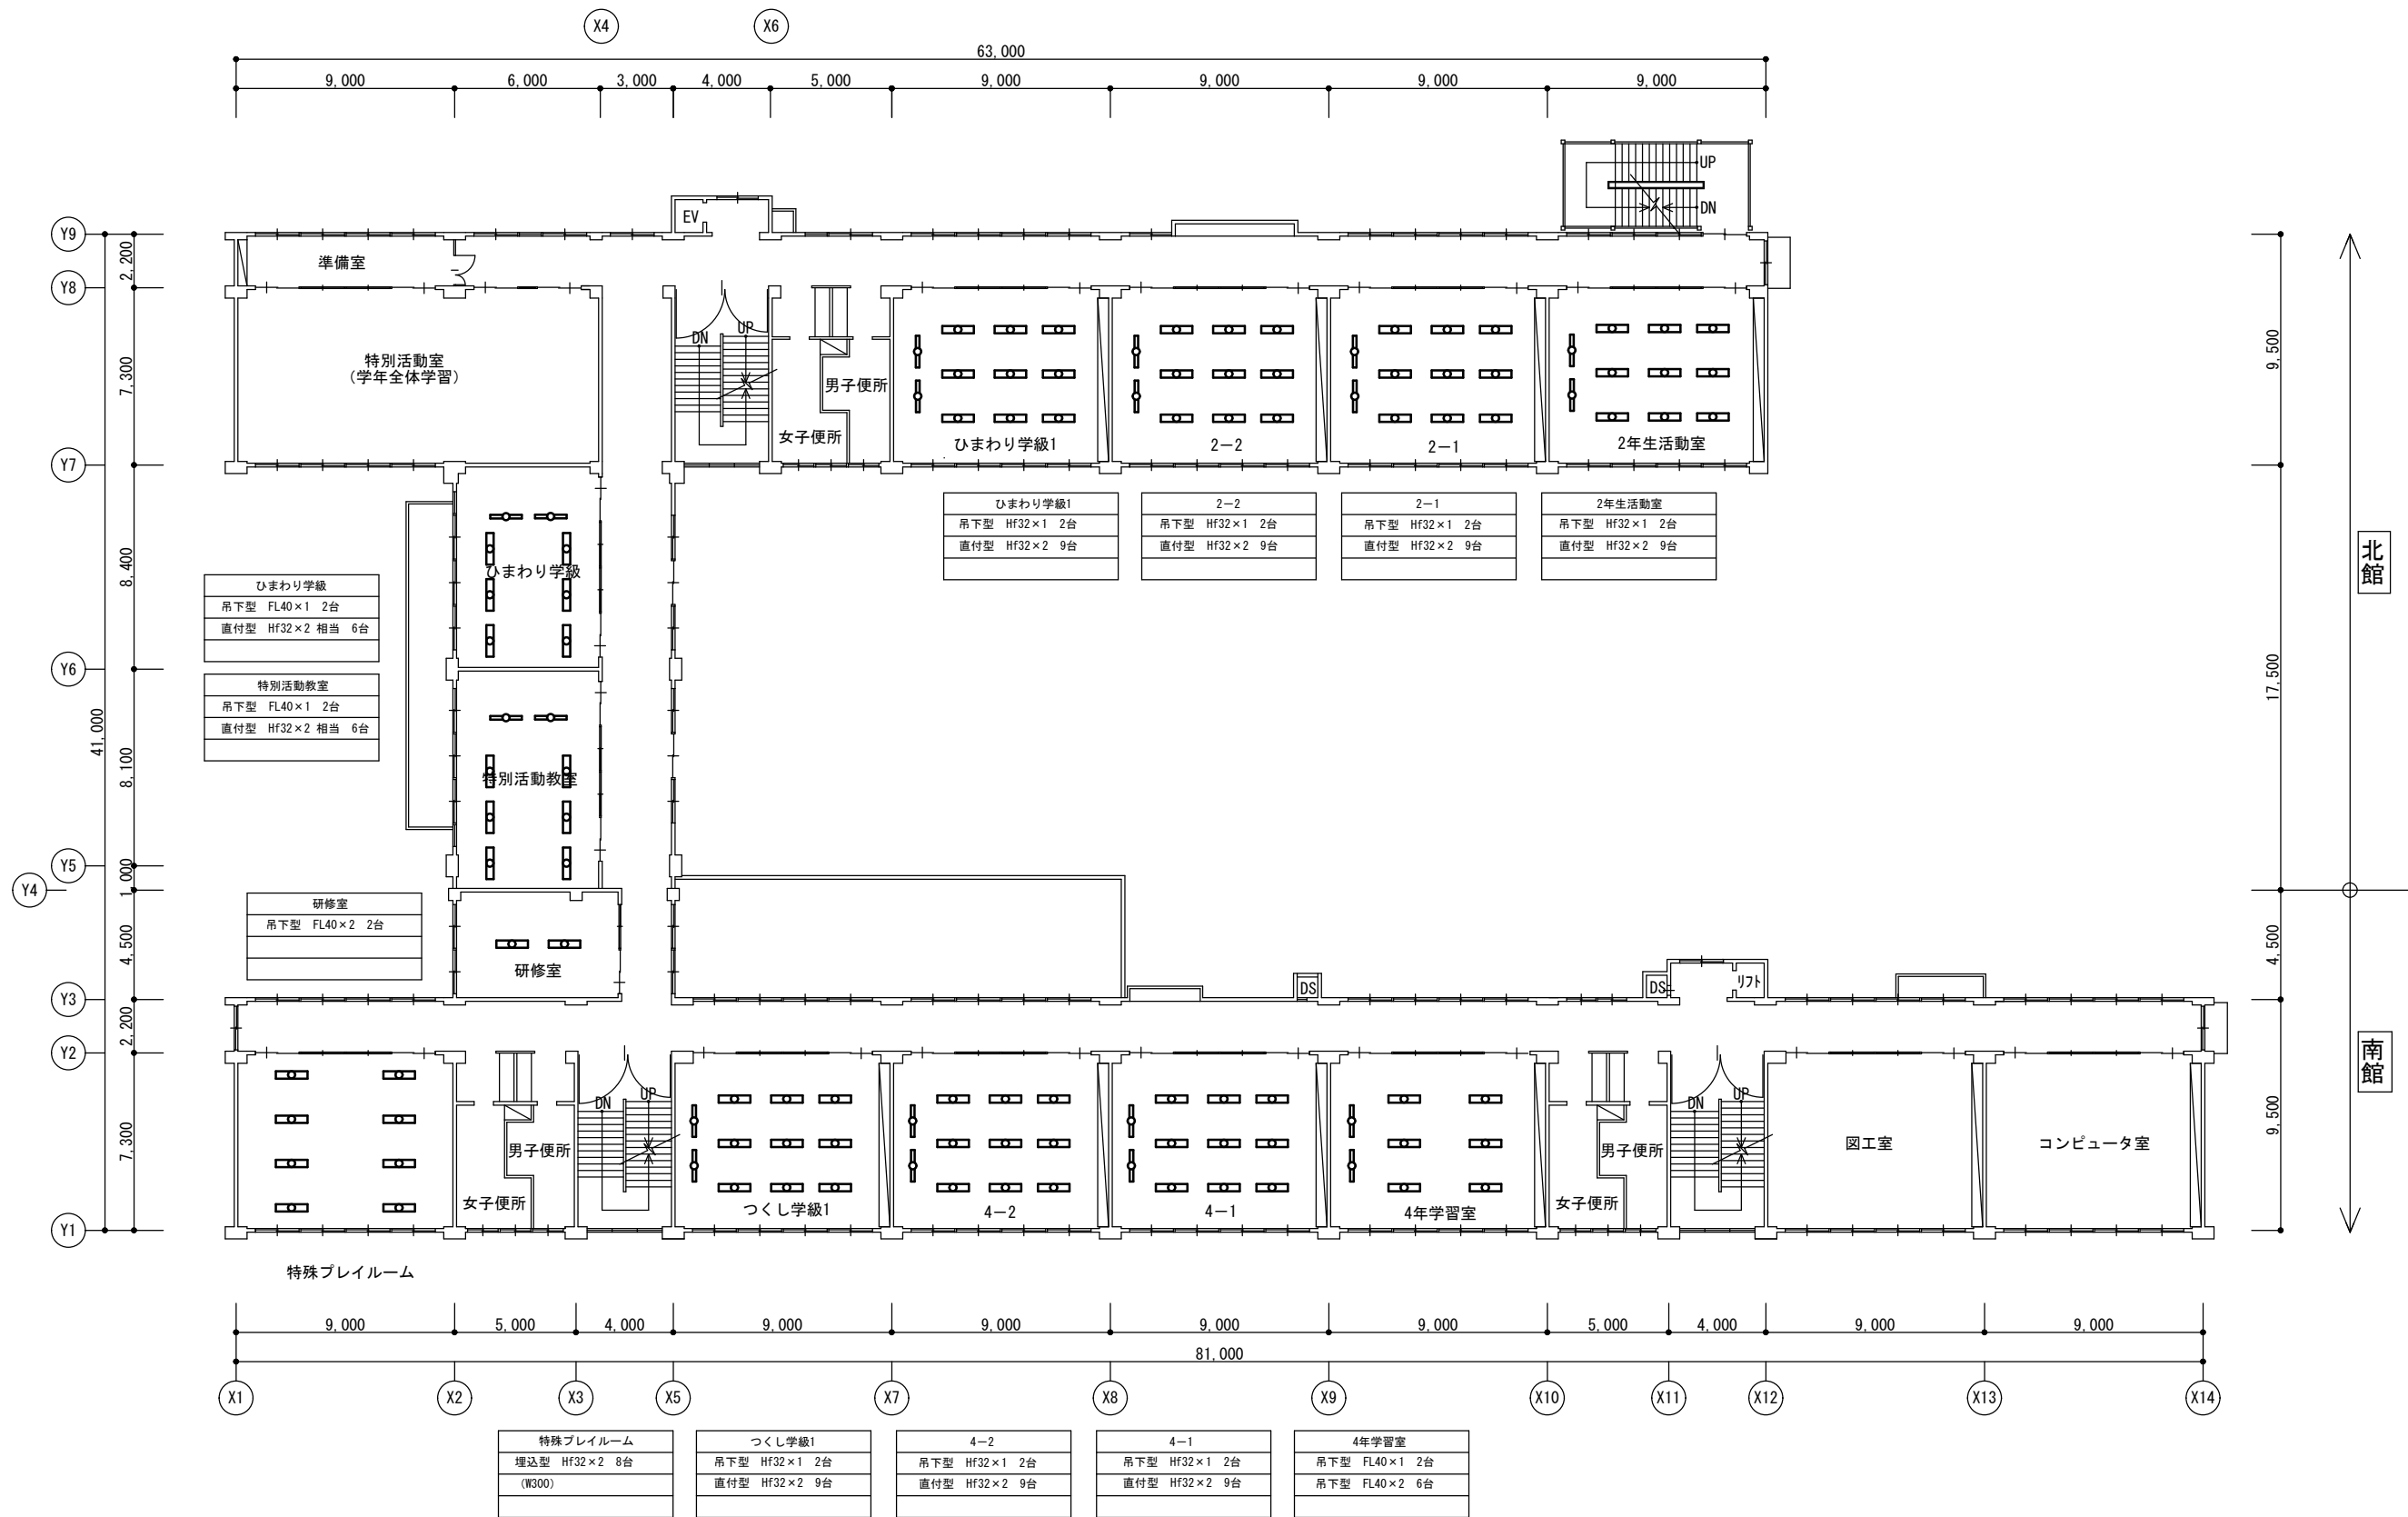 X4
X6
63,000
9,000
6,000
3,000
4,000
5,000
9,000
9,000
9,000
9,000
UP
DN
EV
Y9
2,200
準備室
Y8
7,300
特別活動室
(学年全体学習)
DN
UP
男子便所
女子便所
ひまわり学級1
2−2
2−1
2年生活動室
9,500
Y7
ひまわり学級1
吊下型 Hf32×1 2台
直付型 Hf32×2 9台
2−2
吊下型 Hf32×1 2台
直付型 Hf32×2 9台
2−1
吊下型 Hf32×1 2台
直付型 Hf32×2 9台
2年生活動室
吊下型 Hf32×1 2台
直付型 Hf32×2 9台
北館
8,400
ひまわり学級
ひまわり学級
吊下型 FL40×1 2台
直付型 Hf32×2 相当 6台
Y6
17,500
特別活動教室
吊下型 FL40×1 2台
直付型 Hf32×2 相当 6台
41,000
8,100
特別活動教室
Y5
1,000
Y4
研修室
吊下型 FL40×2 2台
4,500
研修室
4,500
DS
DS
リフト
Y3
2,200
Y2
南館
7,300
DN
UP
男子便所
女子便所
つくし学級1
4−2
4−1
4年学習室
男子便所
女子便所
DN
UP
図工室
コンピュータ室
9,500
Y1
特殊プレイルーム
9,000
5,000
4,000
9,000
9,000
9,000
9,000
5,000
4,000
9,000
9,000
81,000
X1
X2
X3
X5
X7
X8
X9
X10
X11
X12
X13
X14
特殊プレイルーム
埋込型 Hf32×2 8台
(W300)
つくし学級1
吊下型 Hf32×1 2台
直付型 Hf32×2 9台
4−2
吊下型 Hf32×1 2台
直付型 Hf32×2 9台
4−1
吊下型 Hf32×1 2台
直付型 Hf32×2 9台
4年学習室
吊下型 FL40×1 2台
吊下型 FL40×2 6台